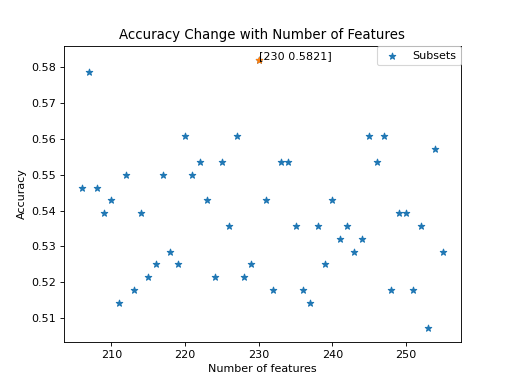 Accuracy Change with Number of Features
[230 0.5821]
Subsets
0.58
0.57
0.56
0.55
0.54
0.53
0.52
0.51
Accuracy
210 220 230 240 250
Number of features